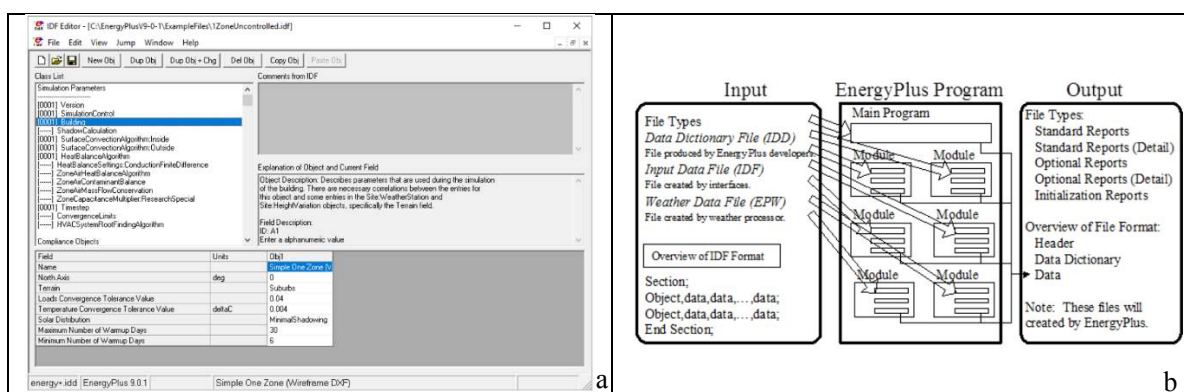 IDF Editor - [C:\EnergyPlusV9-0-1\ExampleFiles\1ZoneUncontrolled.idf]
File Edit View Jump Window Help
New Obj Dup Obj Dup Obj + Chg Del Obj Copy Obj Paste Obj
Class List
Comments from IDF
Simulation Parameters
[0001] Version
[0001] SimulationControl
[0001] Building
[-----] ShadowCalculation
[0001] SurfaceConvectionAlgorithm:Inside
[0001] SurfaceConvectionAlgorithm:Outside
[0001] HeatBalanceAlgorithm
[-----] HeatBalanceSettings:ConductionFiniteDifference
[-----] ZoneAirHeatBalanceAlgorithm
[-----] ZoneAirContaminantBalance
[-----] ZoneAirMassFlowConservation
[-----] ZoneCapacitanceMultiplier:ResearchSpecial
[0001] Timestep
[-----] ConvergenceLimits
[-----] HVACSystemRootFindingAlgorithm
Compliance Objects
Explanation of Object and Current Field
Object Description: Describes parameters that are used during the simulation
of the building. There are necessary correlations between the entries for
this object and some entries in the Site:WeatherStation and
Site:HeightVariation objects, specifically the Terrain field.
Field Description:
ID: A1
Enter a alphanumeric value
Field Units Obj1
Name Simple One Zone (W
North Axis deg 0
Terrain Suburbs
Loads Convergence Tolerance Value 0.04
Temperature Convergence Tolerance Value deltaC 0.004
Solar Distribution MinimalShadowing
Maximum Number of Warmup Days 30
Minimum Number of Warmup Days 6
energy+.idd EnergyPlus 9.0.1 Simple One Zone (Wireframe DXF)
a
Input
File Types
Data Dictionary File (IDD)
File produced by EnergyPlus developers.
Input Data File (IDF)
File created by interfaces.
Weather Data File (EPW)
File created by weather processor.
Overview of IDF Format
Section;
Object,data,data,...,data;
Object,data,data,...,data;
End Section;
EnergyPlus Program
Main Program
Module Module
Module Module
Module Module
Output
File Types:
Standard Reports
Standard Reports (Detail)
Optional Reports
Optional Reports (Detail)
Initialization Reports
Overview of File Format:
Header
Data Dictionary
Data
Note: These files will
created by EnergyPlus.
b